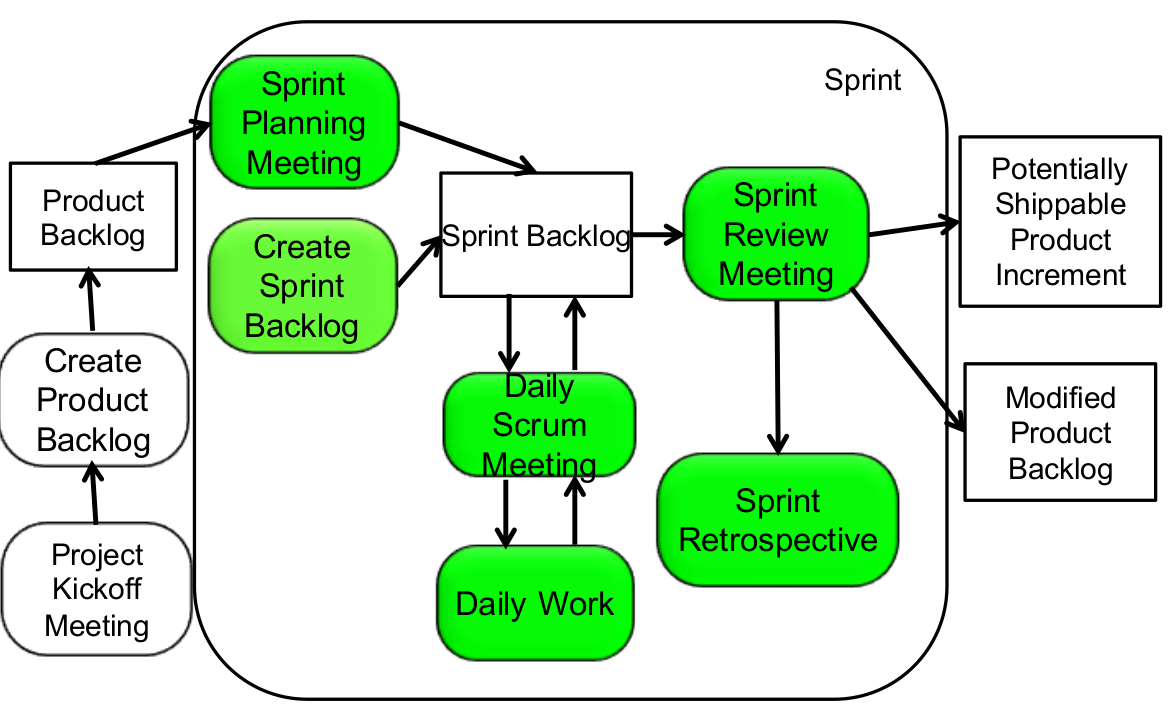 Sprint
Sprint
Planning
Meeting
Product
Backlog
Create
Sprint
Backlog
Sprint Backlog
Sprint
Review
Meeting
Potentially
Shippable
Product
Increment
Create
Product
Backlog
Daily
Scrum
Meeting
Modified
Product
Backlog
Project
Kickoff
Meeting
Daily Work
Sprint
Retrospective